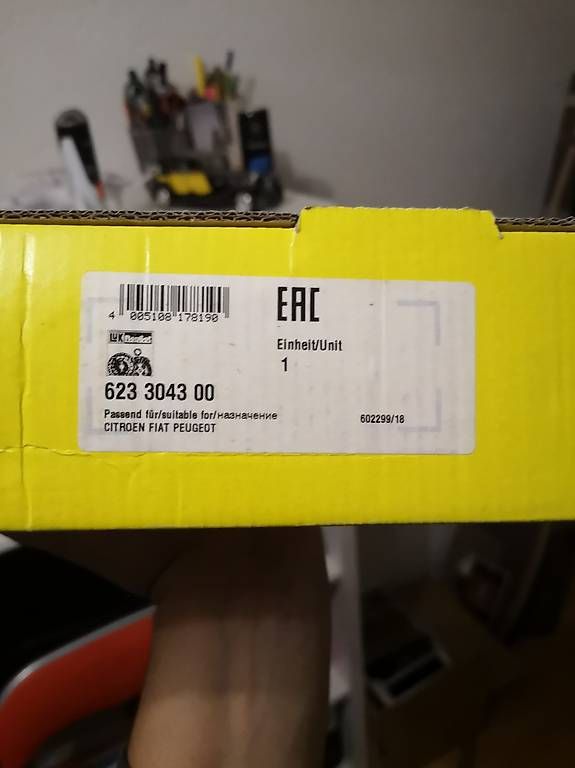 4 005108 178190
EAC
Einheit/Unit
1
LuK
623 3043 00
Passend für/suitable for/назначение
CITROEN FIAT PEUGEOT
602299/18